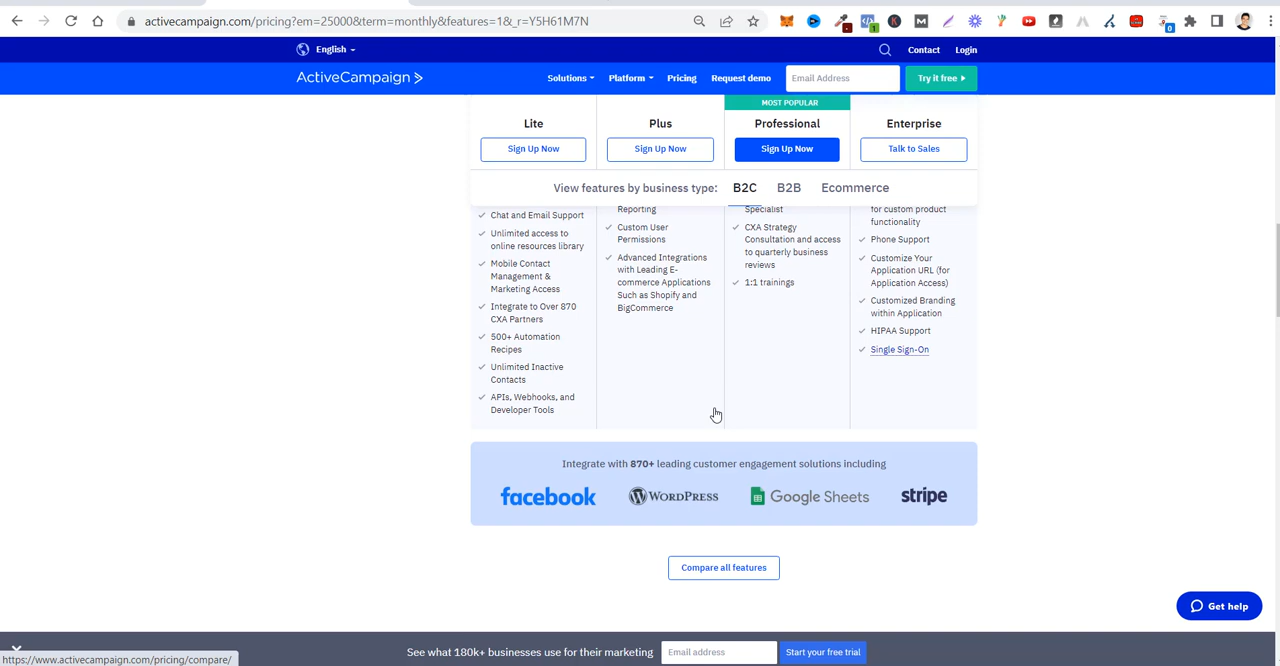 activecampaign.com/pricing?em=25000&term=monthly&features=1&_r=Y5H61M7N
English
Contact
Login
ActiveCampaign >
Solutions
Platform
Pricing
Request demo
Email Address
Try it free
MOST POPULAR
Lite
Plus
Professional
Enterprise
Sign Up Now
Sign Up Now
Sign Up Now
Talk to Sales
View features by business type:
B2C
B2B
Ecommerce
Chat and Email Support
Unlimited access to
online resources library
Mobile Contact
Management &
Marketing Access
Integrate to Over 870
CXA Partners
500+ Automation
Recipes
Unlimited Inactive
Contacts
APIs, Webhooks, and
Developer Tools
Reporting
Custom User
Permissions
Advanced Integrations
with Leading E-
commerce Applications
Such as Shopify and
BigCommerce
Specialist
CXA Strategy
Consultation and access
to quarterly business
reviews
1:1 trainings
for custom product
functionality
Phone Support
Customize Your
Application URL (for
Application Access)
Customized Branding
within Application
HIPAA Support
Single Sign-On
Integrate with 870+ leading customer engagement solutions including
facebook
WordPress
Google Sheets
stripe
Compare all features
Get help
See what 180k+ businesses use for their marketing
Email address
Start your free trial
https://www.activecampaign.com/pricing/compare/